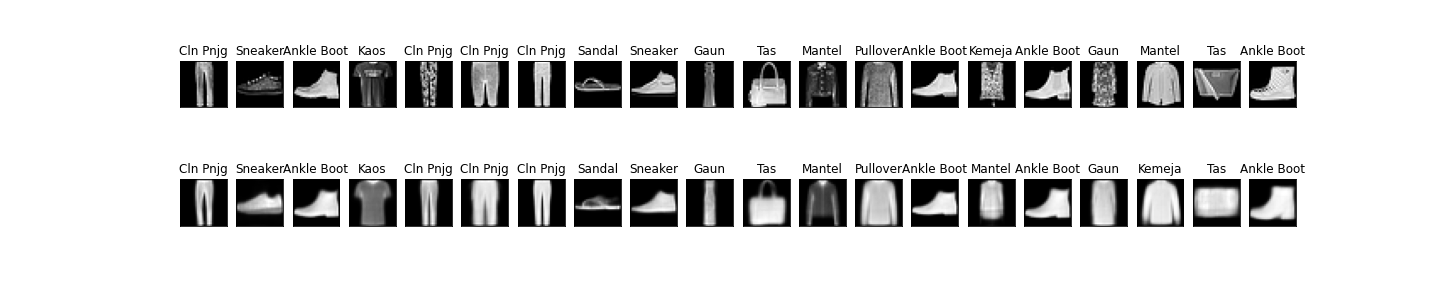 Cln Pnjg Sneaker Ankle Boot Kaos Cln Pnjg Cln Pnjg Cln Pnjg Sandal Sneaker Gaun Tas Mantel Pullover Ankle Boot Kemeja Ankle Boot Gaun Mantel Tas Ankle Boot
Cln Pnjg Sneaker Ankle Boot Kaos Cln Pnjg Cln Pnjg Cln Pnjg Sandal Sneaker Gaun Tas Mantel Pullover Ankle Boot Mantel Ankle Boot Gaun Kemeja Tas Ankle Boot